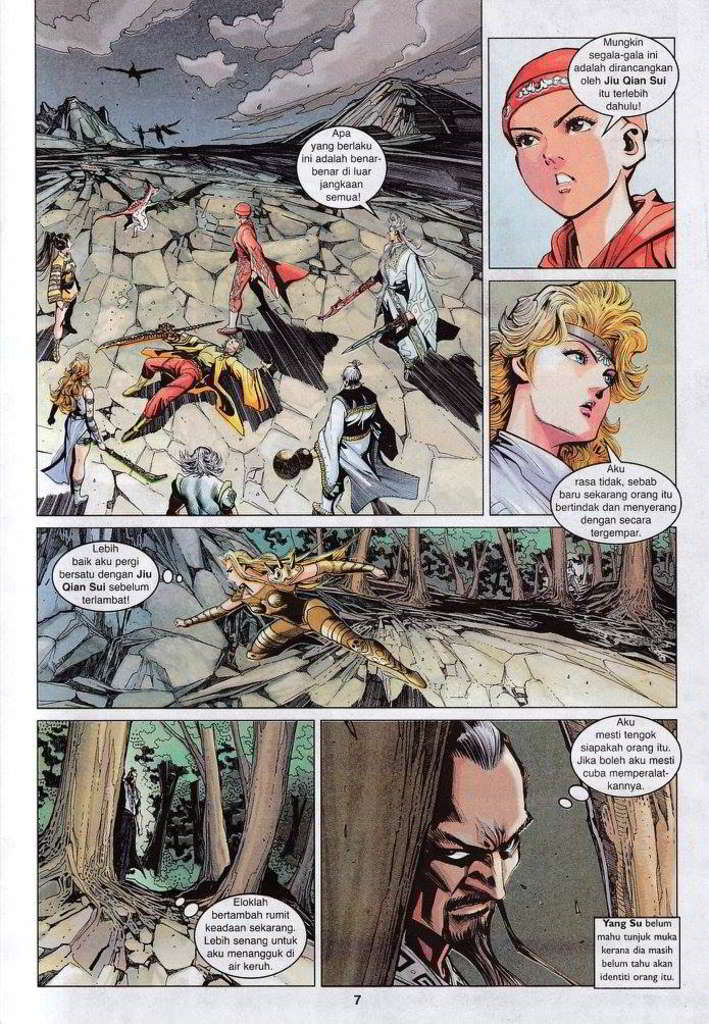 Apa
yang berlaku
ini adalah benar-
benar di luar
jangkaan
semua!
Mungkin
segala-gala ini
adalah dirancangkan
oleh Jiu Qian Sui
itu terlebih
dahulu!
Aku
rasa tidak, sebab
baru sekarang orang itu
bertindak dan menyerang
dengan secara
tergempar.
Lebih
baik aku pergi
bersatu dengan Jiu
Qian Sui sebelum
terlambat!
Eloklah
bertambah rumit
keadaan sekarang.
Lebih senang untuk
aku menangguk di
air keruh.
Aku
mesti tengok
siapakah orang itu.
Jika boleh aku mesti
cuba memperalat-
kannya.
Yang Su belum
mahu tunjuk muka
kerana dia masih
belum tahu akan
identiti orang itu.
7